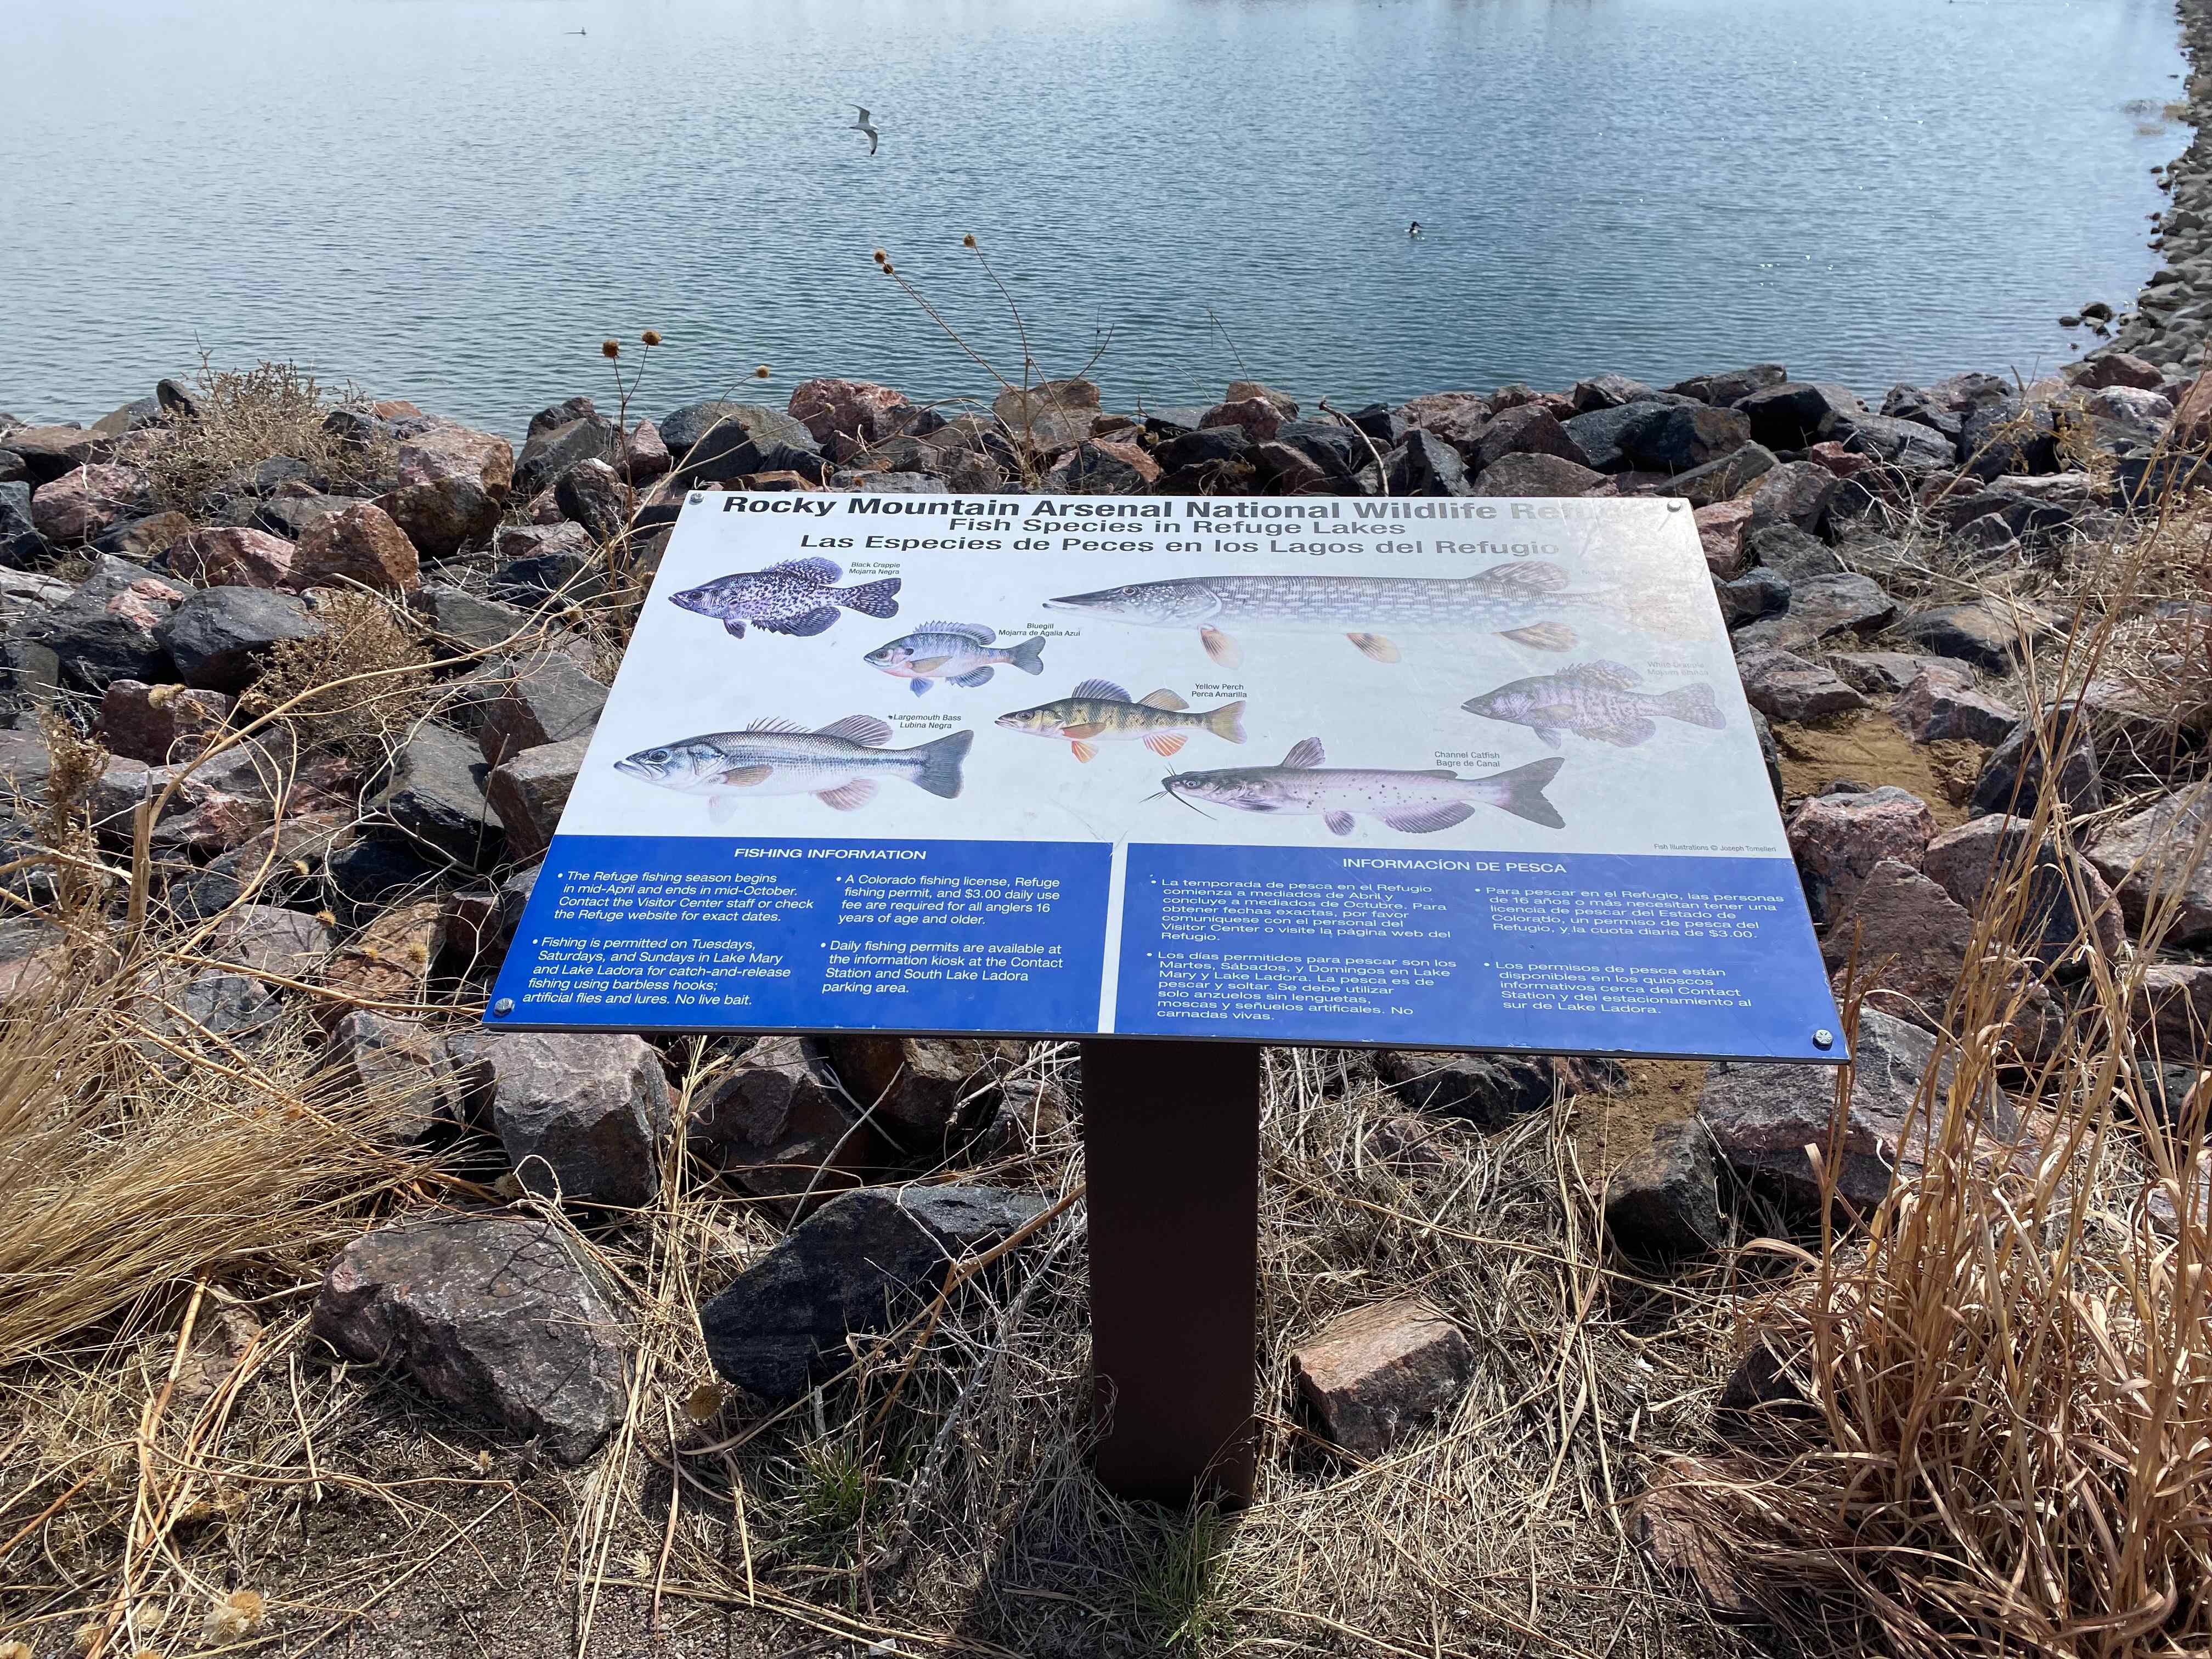 Rocky Mountain Arsenal National Wildlife
Fish Species in Refuge Lakes
Las Especies de Peces en los Lagos del Refugio
Black Crappie
Mojarra Negra
Bluegill
Mojarra de Agalla Azul
White Crappie
Mojarra Blanca
Yellow Perch
Perca Amarilla
Largemouth Bass
Lubina Negra
Channel Catfish
Bagre de Canal
Fish Illustrations © Joseph Tomelleri
FISHING INFORMATION
• The Refuge fishing season begins
in mid-April and ends in mid-October.
Contact the Visitor Center staff or check
the Refuge website for exact dates.
• Fishing is permitted on Tuesdays,
Saturdays, and Sundays in Lake Mary
and Lake Ladora for catch-and-release
fishing using barbless hooks;
artificial flies and lures. No live bait.
• A Colorado fishing license, Refuge
fishing permit, and $3.00 daily use
fee are required for all anglers 16
years of age and older.
• Daily fishing permits are available at
the information kiosk at the Contact
Station and South Lake Ladora
parking area.
INFORMACÍON DE PESCA
• La temporada de pesca en el Refugio
comienza a mediados de Abril y
concluye a mediados de Octubre. Para
obtener fechas exactas, por favor
comuníquese con el personal del
Visitor Center o visite la página web del
Refugio.
• Los días permitidos para pescar son los
Martes, Sábados, y Domingos en Lake
Mary y Lake Ladora. La pesca es de
pescar y soltar. Se debe utilizar
solo anzuelos sin lenguetas,
moscas y señuelos artificales. No
carnadas vivas.
• Para pescar en el Refugio, las personas
de 16 años o más necesitan tener una
licencia de pescar del Estado de
Colorado, un permiso de pesca del
Refugio, y la cuota diaria de $3.00.
• Los permisos de pesca están
disponibles en los quioscos
informativos cerca del Contact
Station y del estacionamiento al
sur de Lake Ladora.